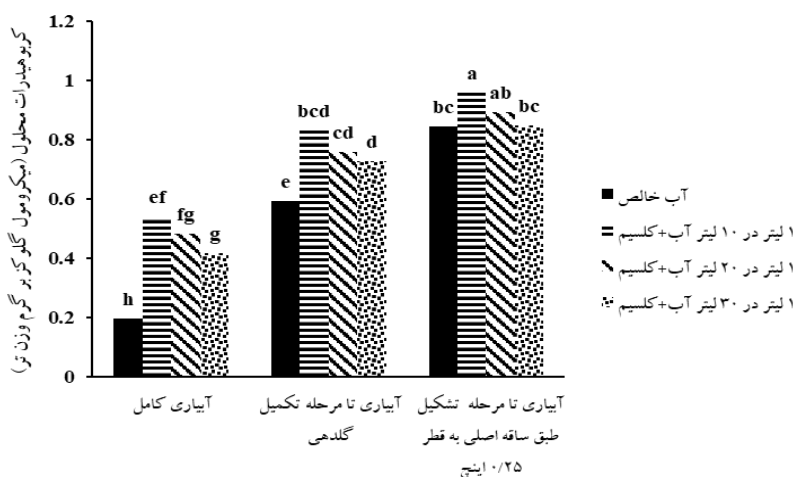 کربوهیدرات محلول (میکرومول گلوکز بر گرم وزن تر)
1.2
1
0.8
0.6
0.4
0.2
0
h
ef
fg
g
e
bcd
cd
d
bc
a
ab
bc
آبیاری کامل
آبیاری تا مرحله تکمیل
گلدهی
آبیاری تا مرحله تشکیل
طبق ساقه اصلی به قطر
۰/۲۵ اینچ
آب خالص
۱ لیتر در ۱۰ لیتر آب+کلسیم
۱ لیتر در ۲۰ لیتر آب+کلسیم
۱ لیتر در ۳۰ لیتر آب+کلسیم